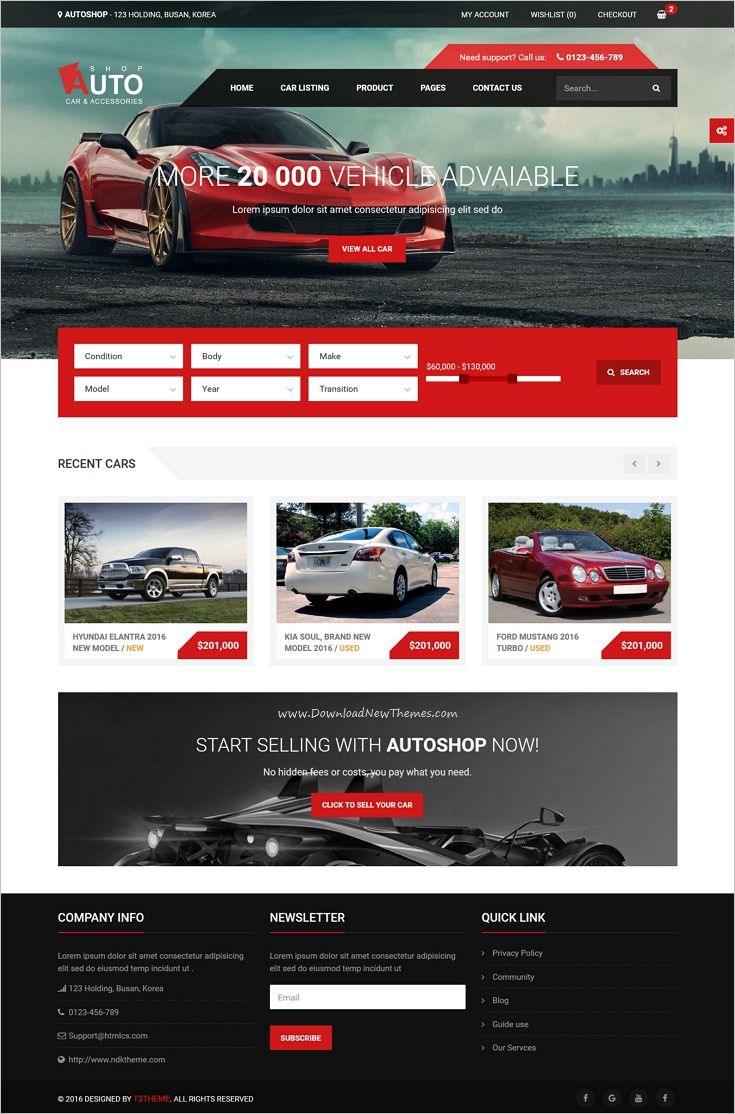 AUTOSHOP - 123 HOLDING, BUSAN, KOREA
MY ACCOUNT
WISHLIST (0)
CHECKOUT
2
Need support? Call us: 0123-456-789
SHOP
AUTO
CAR & ACCESSORIES
HOME
CAR LISTING
PRODUCT
PAGES
CONTACT US
Search...
MORE 20 000 VEHICLE ADVAIABLE
Lorem ipsum dolor sit amet consectetur adipisicing elit sed do
VIEW ALL CAR
Condition
Body
Make
$60,000 - $130,000
SEARCH
Model
Year
Transition
RECENT CARS
HYUNDAI ELANTRA 2016
NEW MODEL / NEW
$201,000
KIA SOUL, BRAND NEW
MODEL 2016 / USED
$201,000
FORD MUSTANG 2016
TURBO / USED
$201,000
www.DownloadNewThemes.com
START SELLING WITH AUTOSHOP NOW!
No hidden fees or costs, you pay what you need.
CLICK TO SELL YOUR CAR
COMPANY INFO
Lorem ipsum dolor sit amet consectetur adipisicing
elit sed do eiusmod temp incidunt ut .
123 Holding, Busan, Korea
0123-456-789
Support@htmlcs.com
http://www.ndktheme.com
NEWSLETTER
Lorem ipsum dolor sit amet consectetur adipisicing
elit sed do eiusmod temp incidunt ut
Email
SUBSCRIBE
QUICK LINK
Privacy Policy
Community
Blog
Guide use
Our Servces
© 2016 DESIGNED BY T3THEME. ALL RIGHTS RESERVED